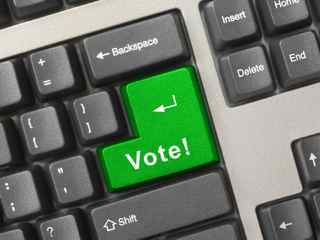 Home
Insert
Backspace
+
=
End
Delete
{
[
}
]
Vote!
:
;
"
'
Shift
?
/